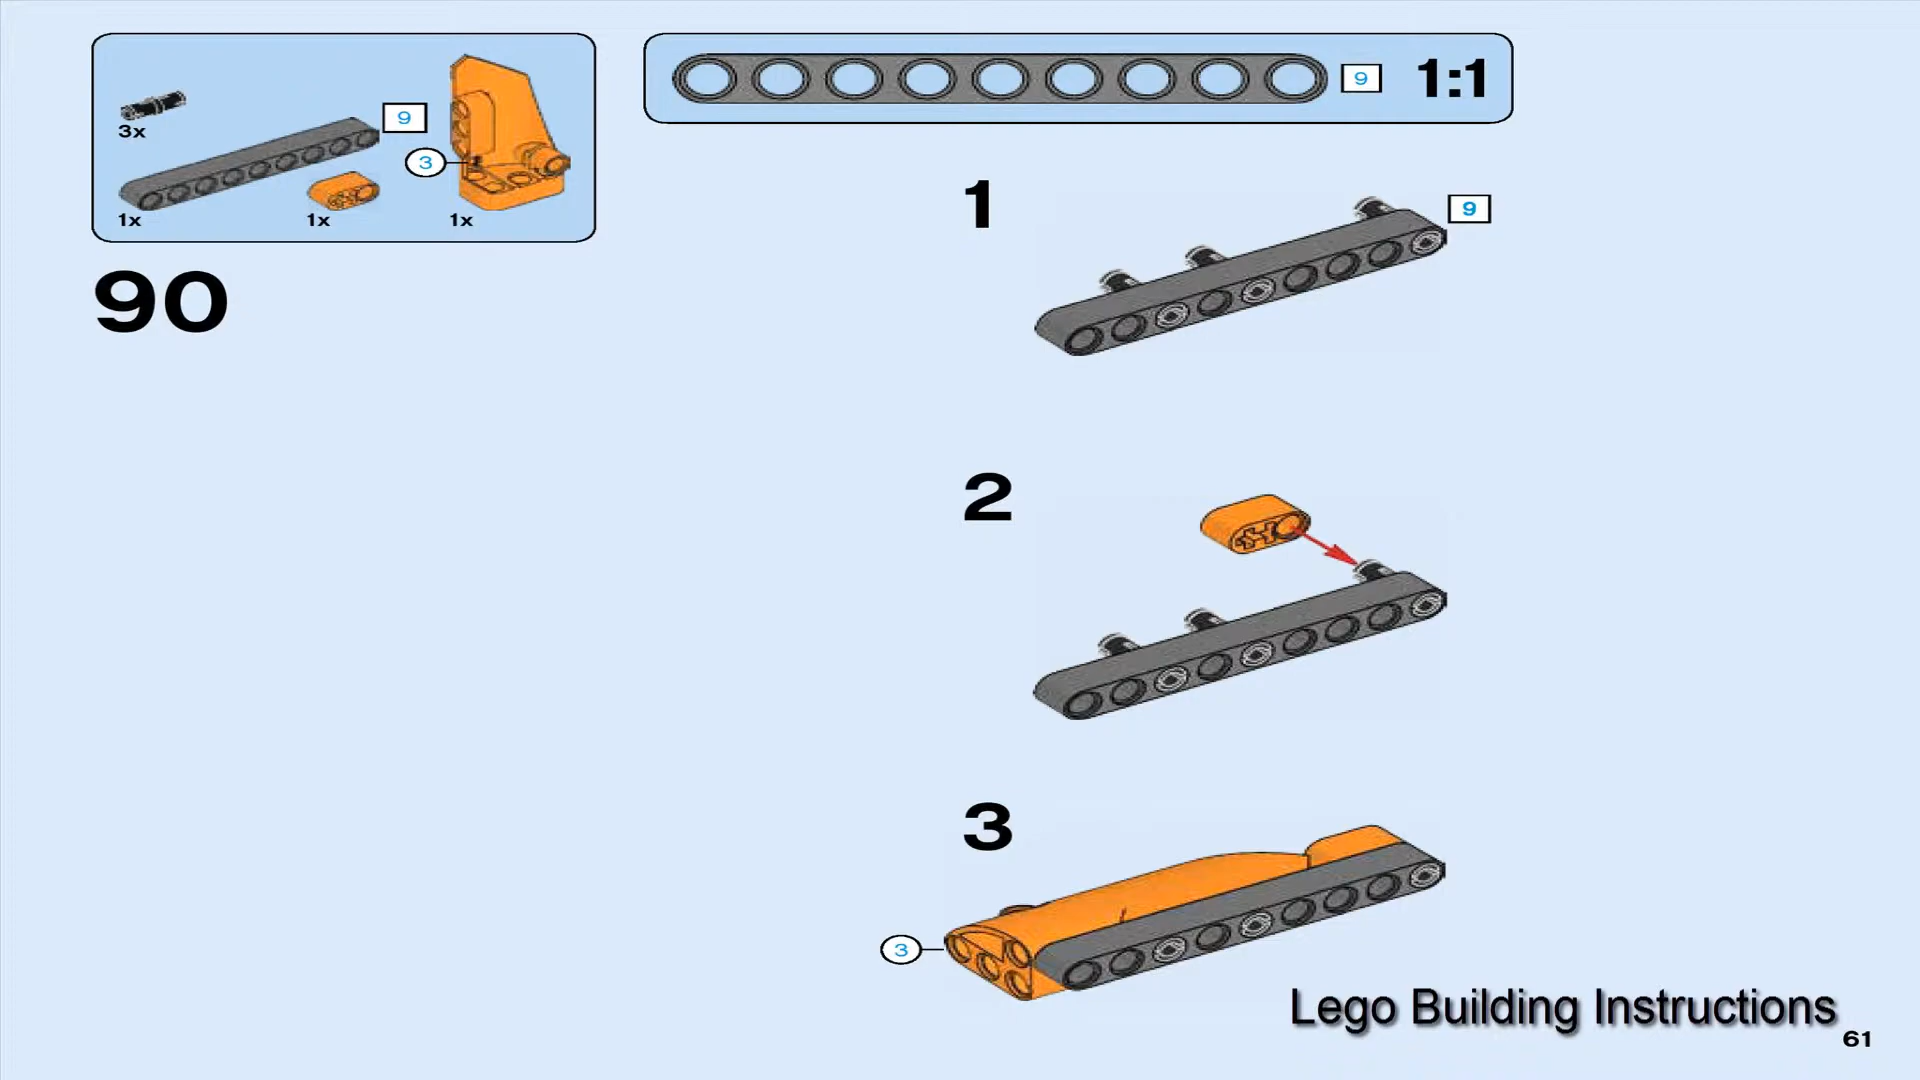 3x
9
3
1x
1x
1x
9 1:1
90
1
9
2
3
3
Lego Building Instructions
61